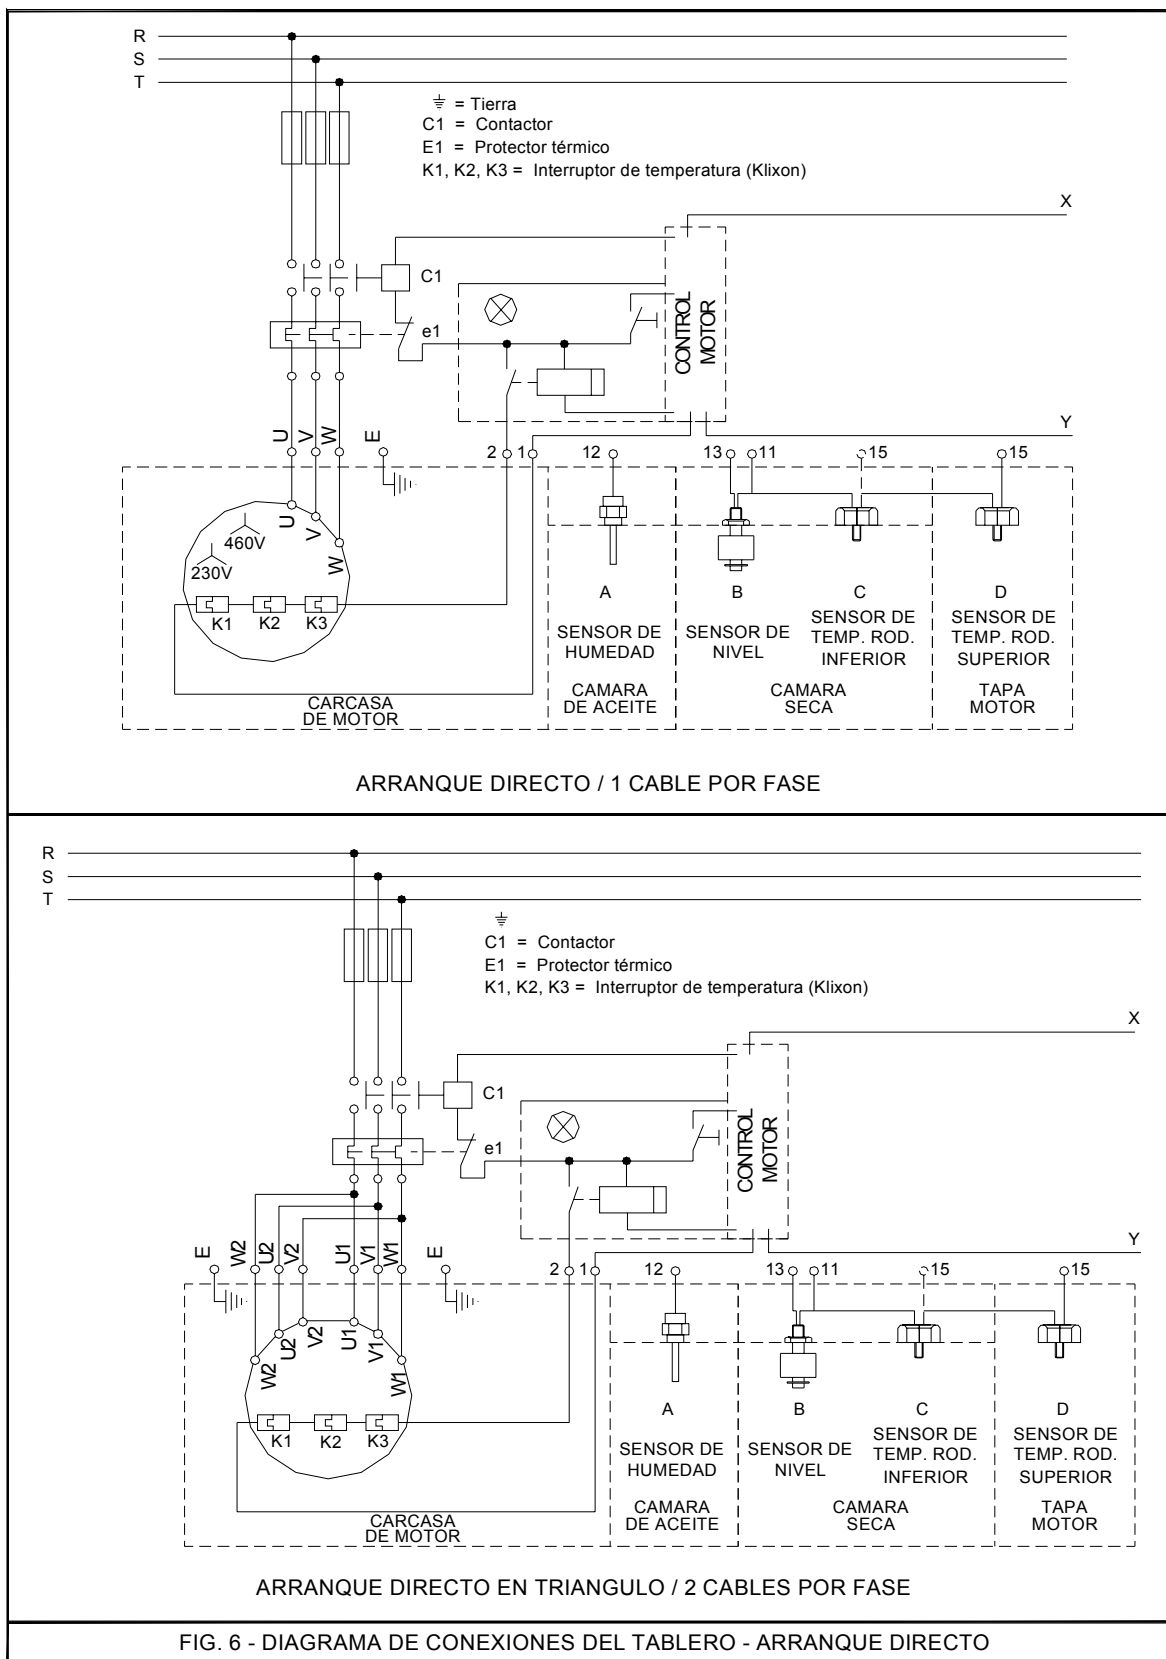 R
S
T
= Tierra
C1 = Contactor
E1 = Protector térmico
K1, K2, K3 = Interruptor de temperatura (Klixon)
X
C1
e1
CONTROL
MOTOR
Y
U
V
W
E
2
1
12
13
11
15
15
U
V
W
460V
230V
K1
K2
K3
A
B
C
D
SENSOR DE
HUMEDAD
SENSOR DE
NIVEL
SENSOR DE
TEMP. ROD.
INFERIOR
SENSOR DE
TEMP. ROD.
SUPERIOR
CARCASA
DE MOTOR
CAMARA
DE ACEITE
CAMARA
SECA
TAPA
MOTOR
ARRANQUE DIRECTO / 1 CABLE POR FASE
R
S
T
C1 = Contactor
E1 = Protector térmico
K1, K2, K3 = Interruptor de temperatura (Klixon)
X
C1
e1
CONTROL
MOTOR
Y
E
W2
U2
V2
U1
V1
W1
E
2
1
12
13
11
15
15
W2
U2
V2
U1
V1
W1
K1
K2
K3
A
B
C
D
SENSOR DE
HUMEDAD
SENSOR DE
NIVEL
SENSOR DE
TEMP. ROD.
INFERIOR
SENSOR DE
TEMP. ROD.
SUPERIOR
CARCASA
DE MOTOR
CAMARA
DE ACEITE
CAMARA
SECA
TAPA
MOTOR
ARRANQUE DIRECTO EN TRIANGULO / 2 CABLES POR FASE
FIG. 6 - DIAGRAMA DE CONEXIONES DEL TABLERO - ARRANQUE DIRECTO